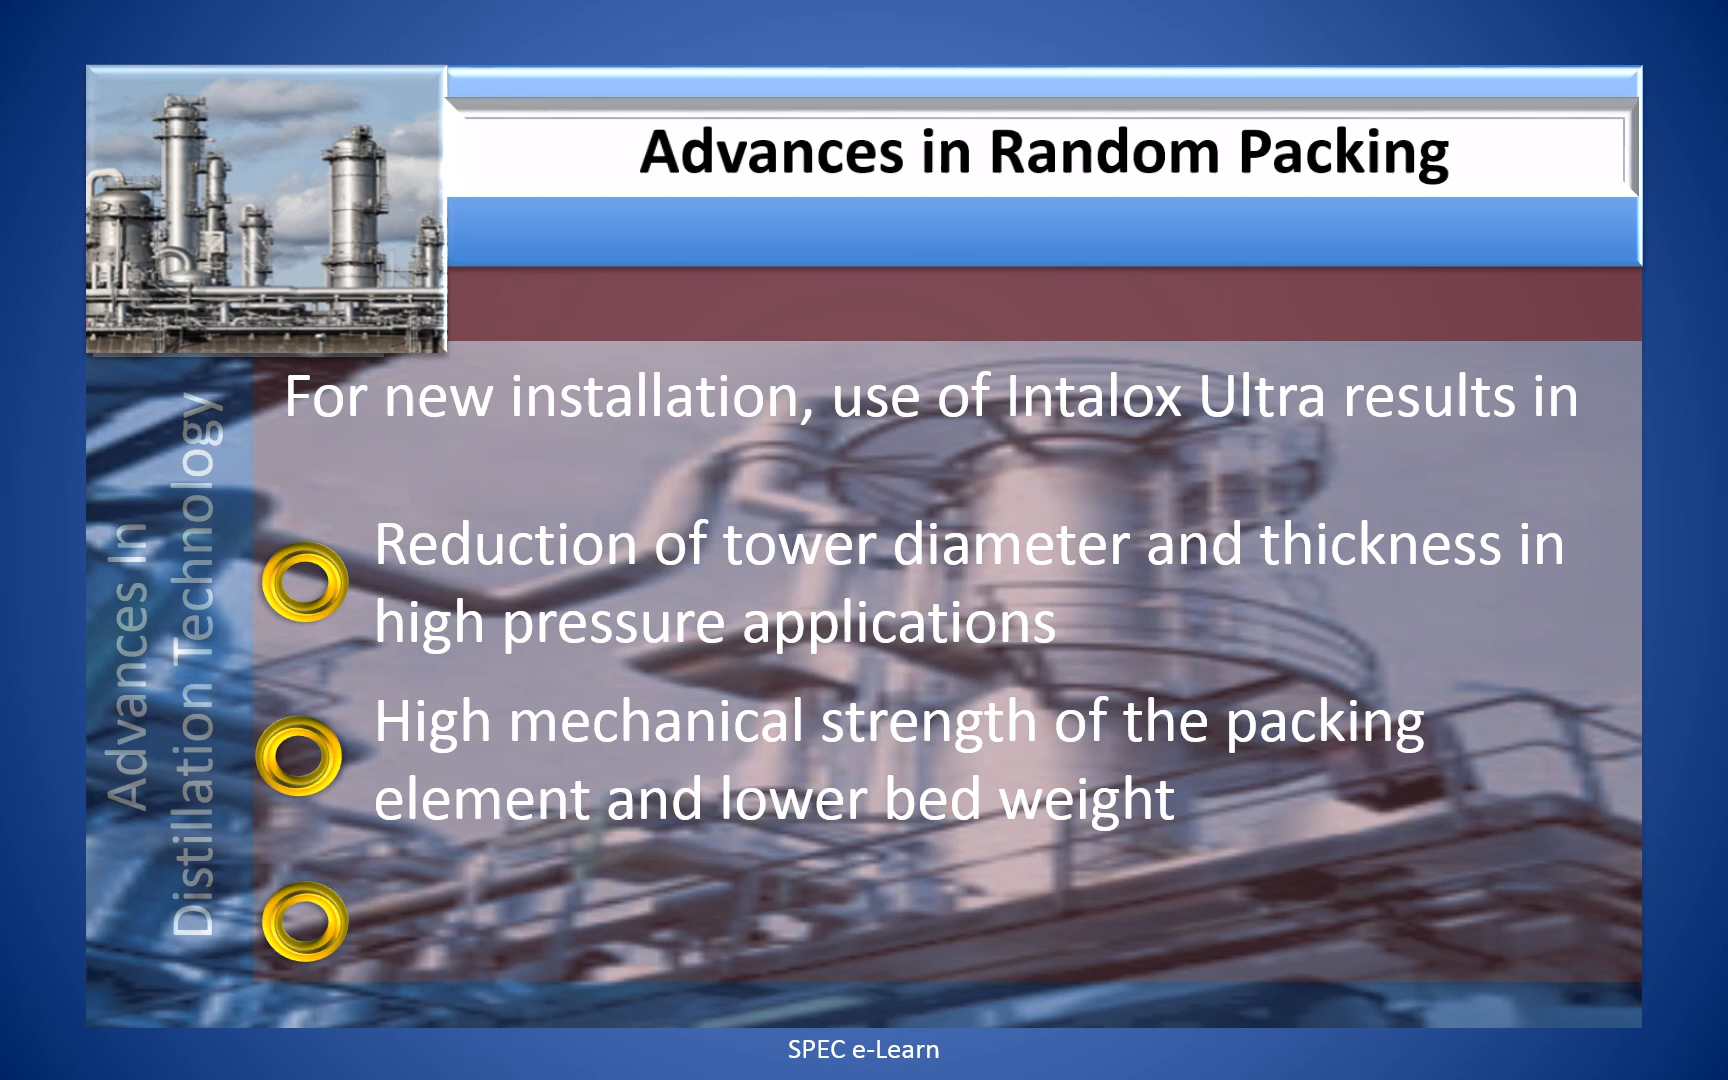 Advances in Random Packing
For new installation, use of Intalox Ultra results in
Reduction of tower diameter and thickness in
high pressure applications
High mechanical strength of the packing
element and lower bed weight
Advances In
Distillation Technology
SPEC e-Learn